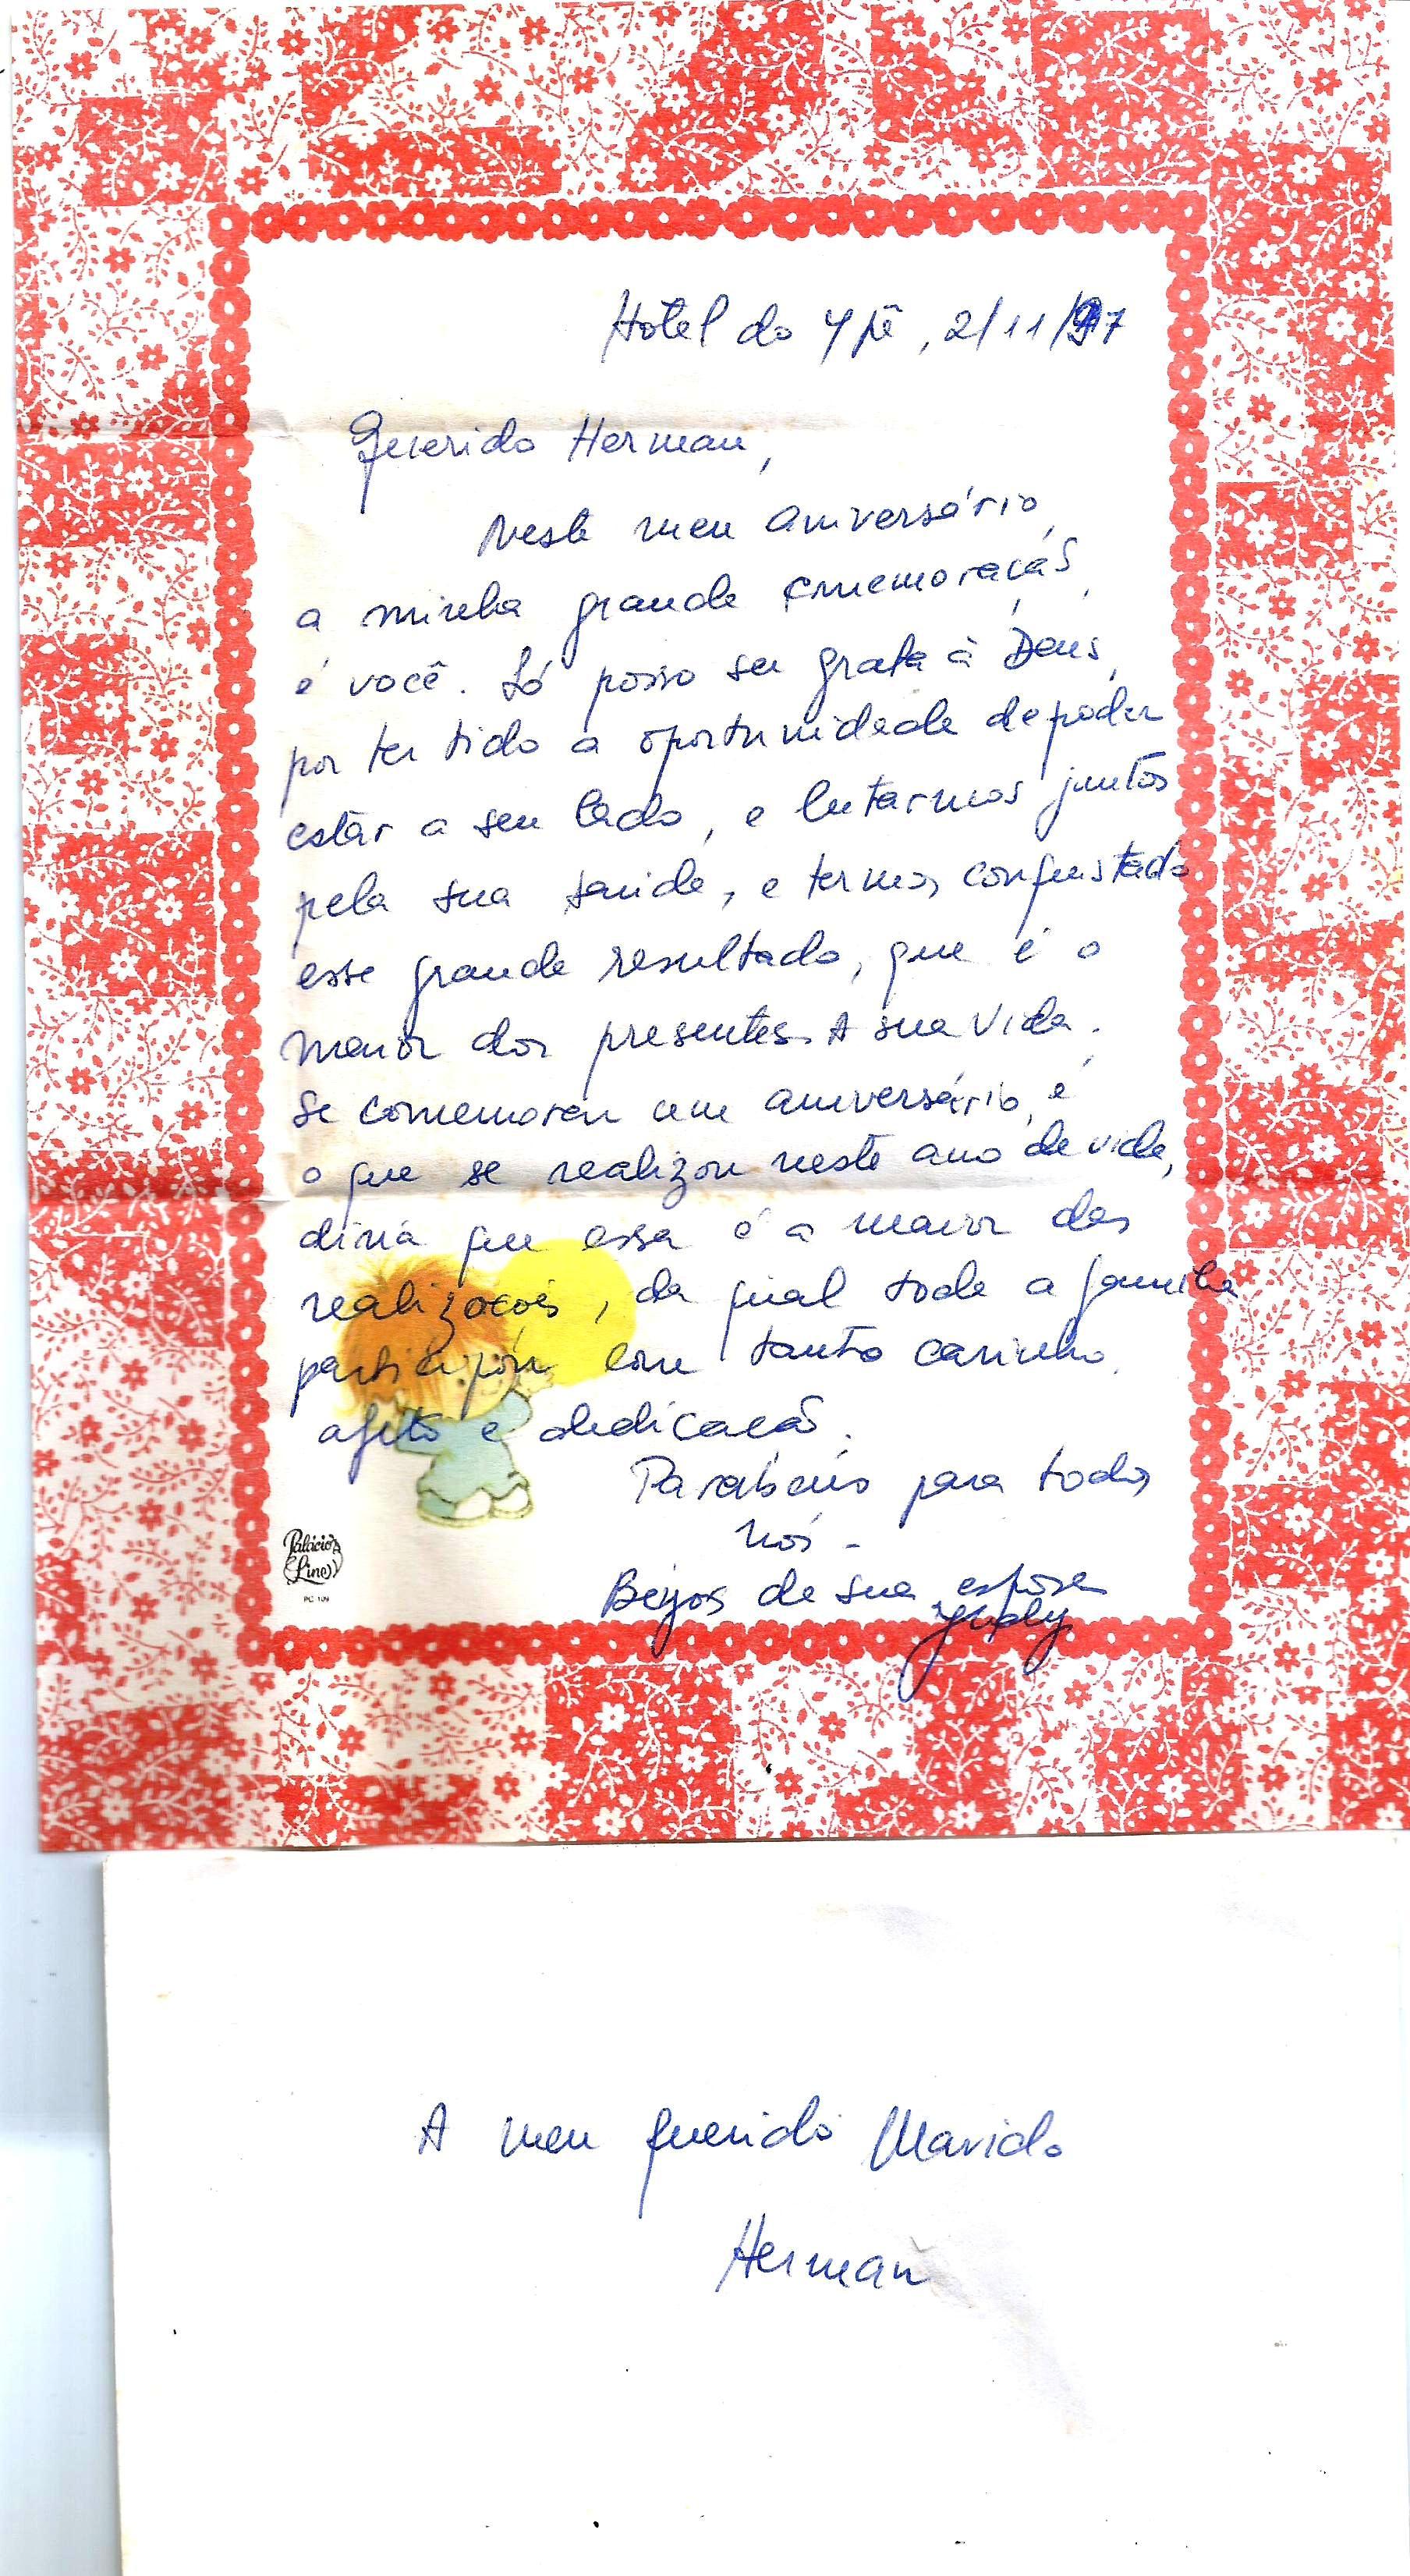 Hotel do Ypê, 2/11/97
Querido Herman,
Neste meu aniversário,
a minha grande comemoração,
é você. Só posso ser grata à Deus,
por ter tido a oportunidade de poder
estar a seu lado, e lutarmos juntos
pela sua saúde, e termos conquistado
esse grande resultado, que é o
maior dos presentes. A sua Vida.
Se comemorar um aniversário, é
o que se realizou neste ano de vida,
diria que essa é a maior das
realizações, da qual toda a família
participou com tanto carinho,
afeto e dedicação.
Parabéns para todos
nós -
Beijos de sua esposa
Palácio's
Line
PC 109
A meu querido Marido
Herman